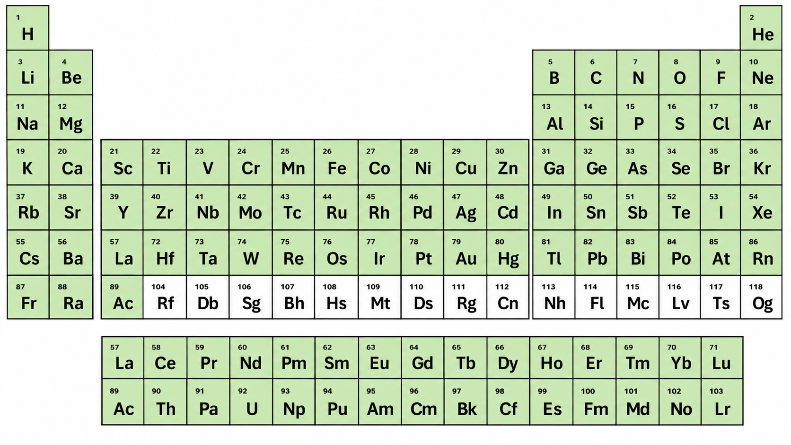 1 2
H He
3 4 5 6 7 8 9 10
Li Be B C N O F Ne
11 12 13 14 15 16 17 18
Na Mg Al Si P S Cl Ar
19 20 21 22 23 24 25 26 27 28 29 30 31 32 33 34 35 36
K Ca Sc Ti V Cr Mn Fe Co Ni Cu Zn Ga Ge As Se Br Kr
37 38 39 40 41 42 43 44 45 46 47 48 49 50 51 52 53 54
Rb Sr Y Zr Nb Mo Tc Ru Rh Pd Ag Cd In Sn Sb Te I Xe
55 56 57 72 73 74 75 76 77 78 79 80 81 82 83 84 85 86
Cs Ba La Hf Ta W Re Os Ir Pt Au Hg Tl Pb Bi Po At Rn
87 88 89 104 105 106 107 108 109 110 111 112 113 114 115 116 117 118
Fr Ra Ac Rf Db Sg Bh Hs Mt Ds Rg Cn Nh Fl Mc Lv Ts Og
57 58 59 60 61 62 63 64 65 66 67 68 69 70 71
La Ce Pr Nd Pm Sm Eu Gd Tb Dy Ho Er Tm Yb Lu
89 90 91 92 93 94 95 96 97 98 99 100 101 102 103
Ac Th Pa U Np Pu Am Cm Bk Cf Es Fm Md No Lr